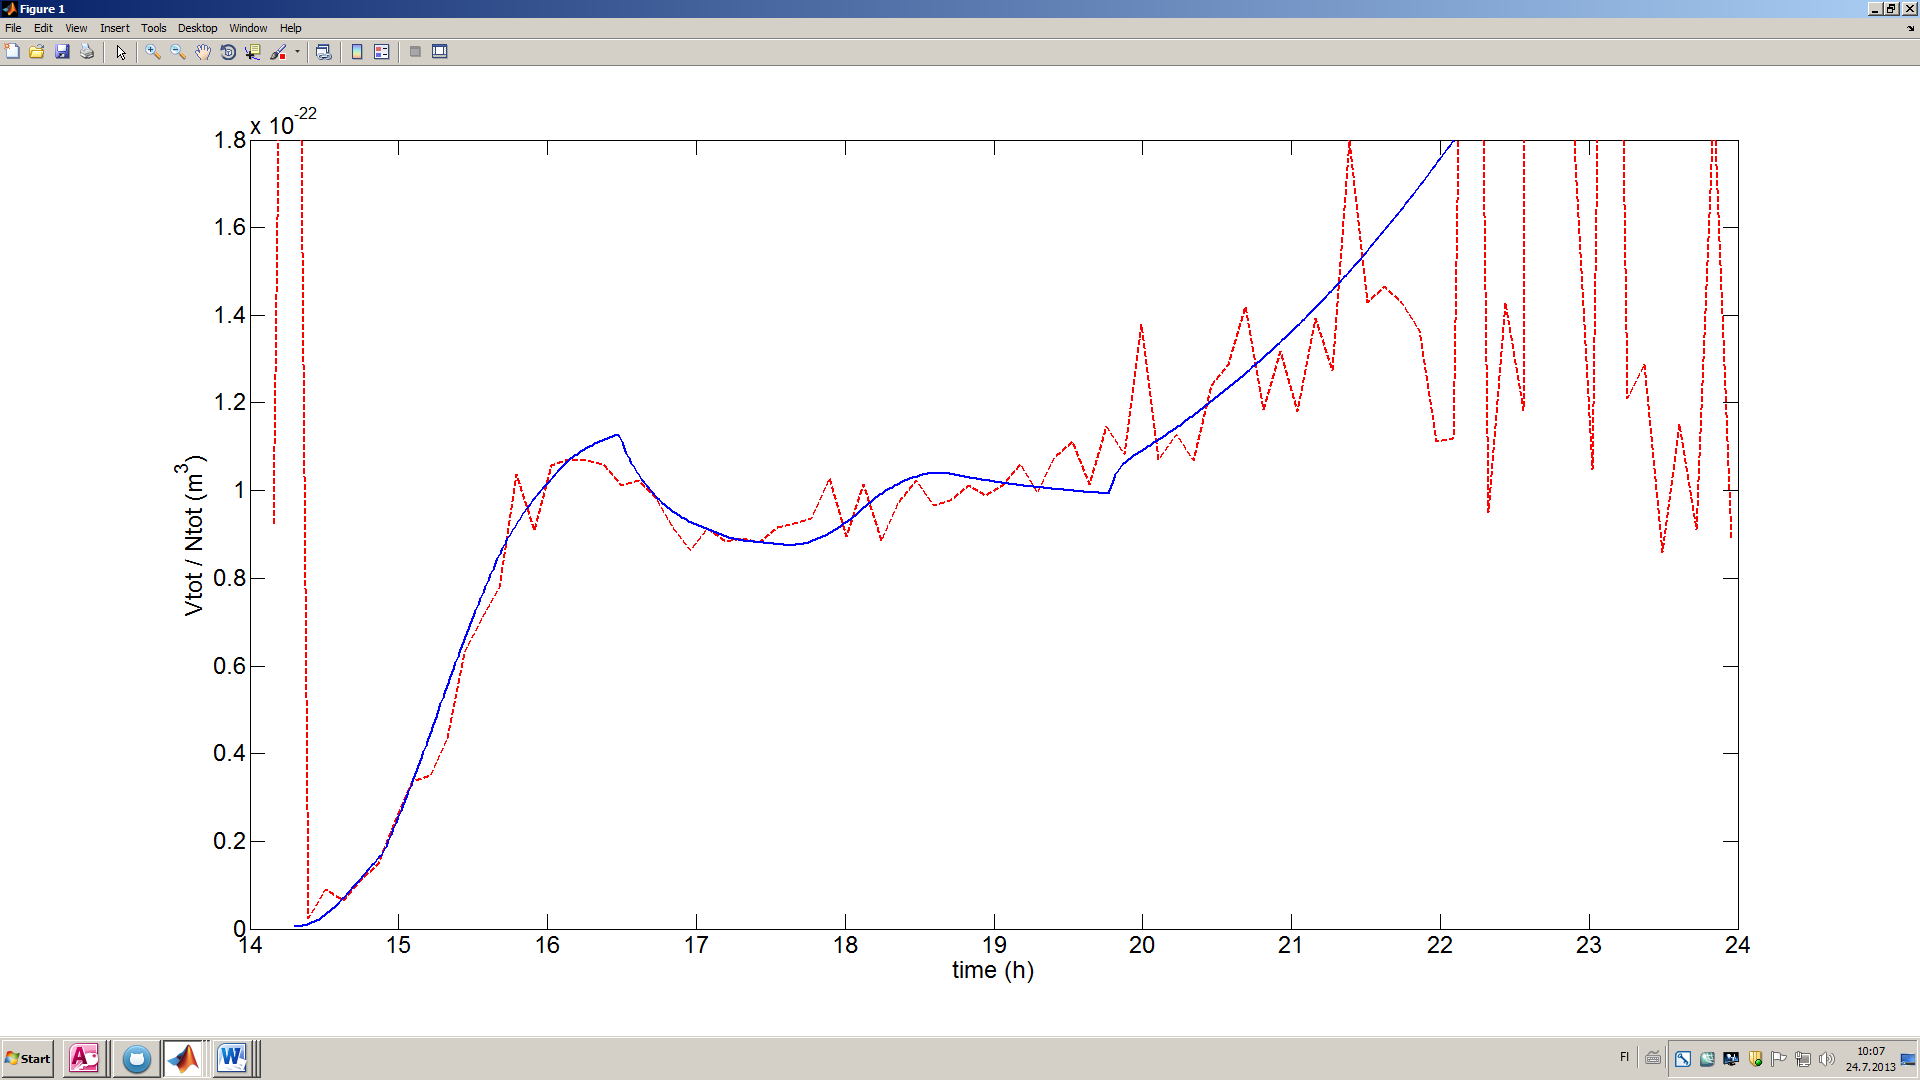 Figure 1
File Edit View Insert Tools Desktop Window Help
x 10-22
1.8
1.6
1.4
1.2
1
0.8
0.6
0.4
0.2
0
Vtot / Ntot (m3)
14 15 16 17 18 19 20 21 22 23 24
time (h)
Start
A
W
FI
10:07
24.7.2013